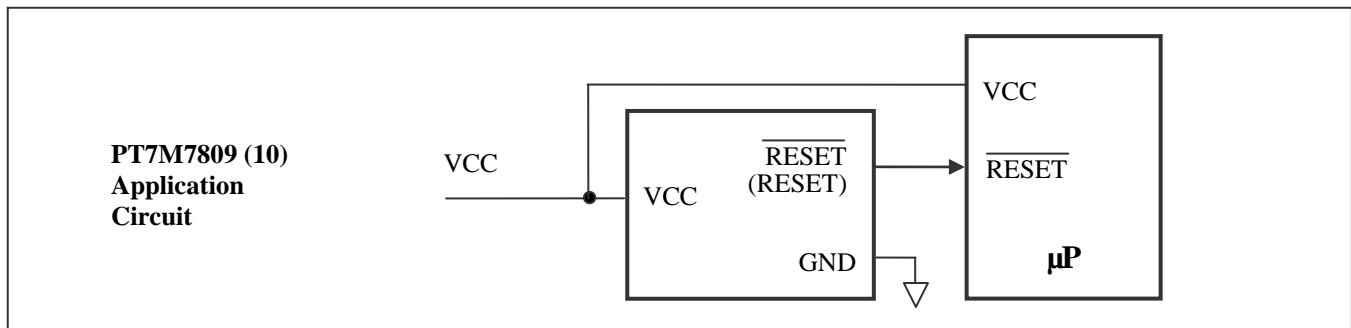 PT7M7809 (10)
Application
Circuit
VCC
VCC
RESET
(RESET)
GND
VCC
RESET
μP